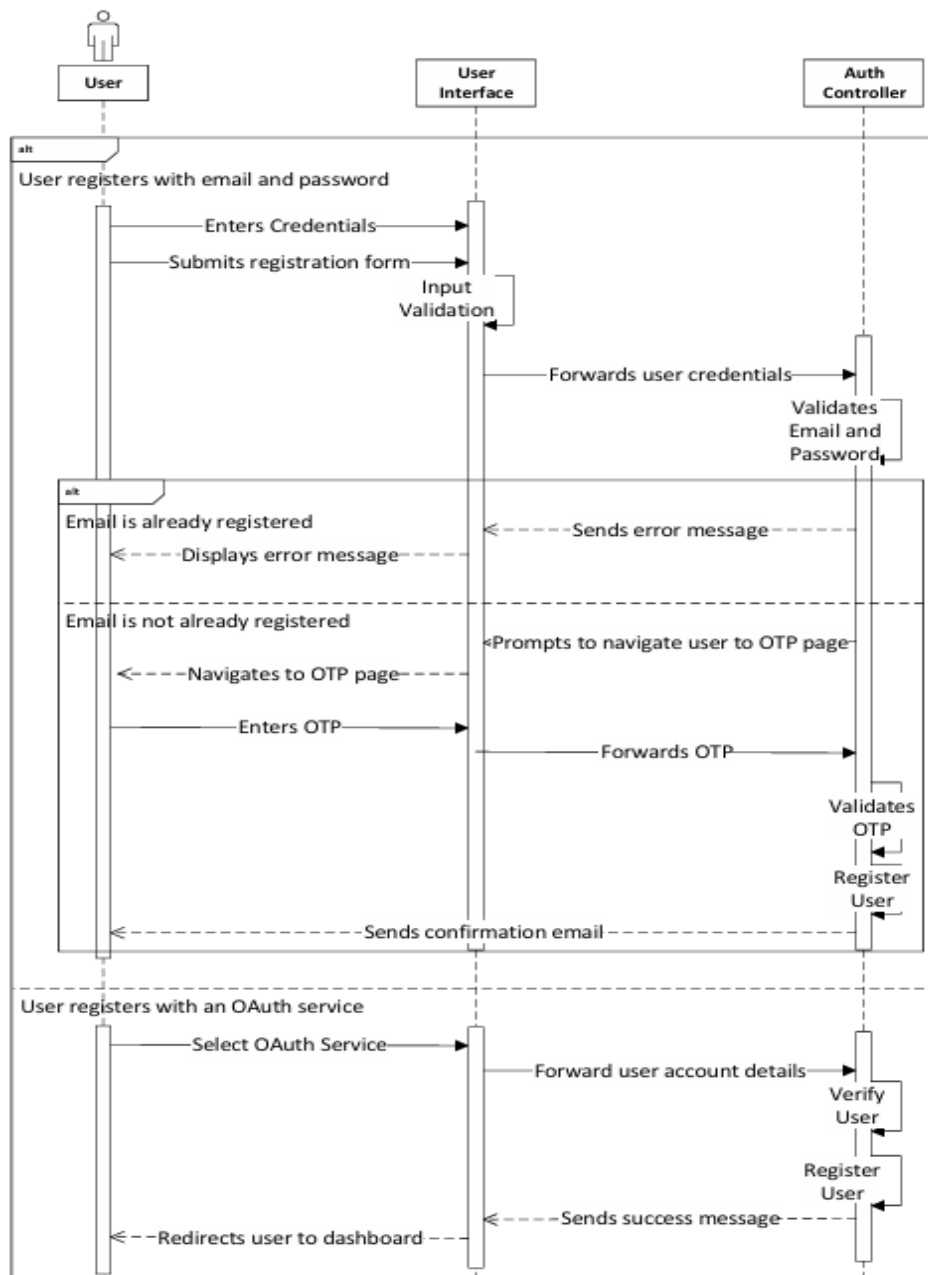 User
User
Interface
Auth
Controller
alt
User registers with email and password
Enters Credentials
Submits registration form
Input
Validation
Forwards user credentials
Validates
Email and
Password
alt
Email is already registered
Sends error message
Displays error message
Email is not already registered
Prompts to navigate user to OTP page
Navigates to OTP page
Enters OTP
Forwards OTP
Validates
OTP
Register
User
Sends confirmation email
User registers with an OAuth service
Select OAuth Service
Forward user account details
Verify
User
Register
User
Sends success message
Redirects user to dashboard